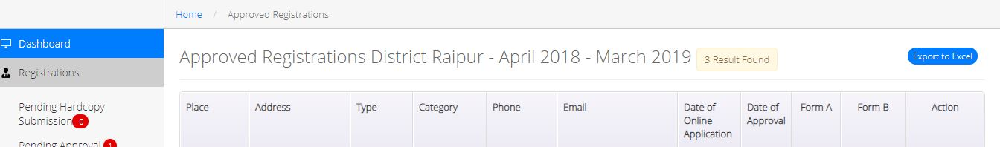 Home / Approved Registrations
Dashboard
Registrations
Pending Hardcopy
Submission 0
Pending Approval 1
Approved Registrations District Raipur - April 2018 - March 2019 3 Result Found
Export to Excel
Place
Address
Type
Category
Phone
Email
Date of
Online
Application
Date of
Approval
Form A
Form B
Action